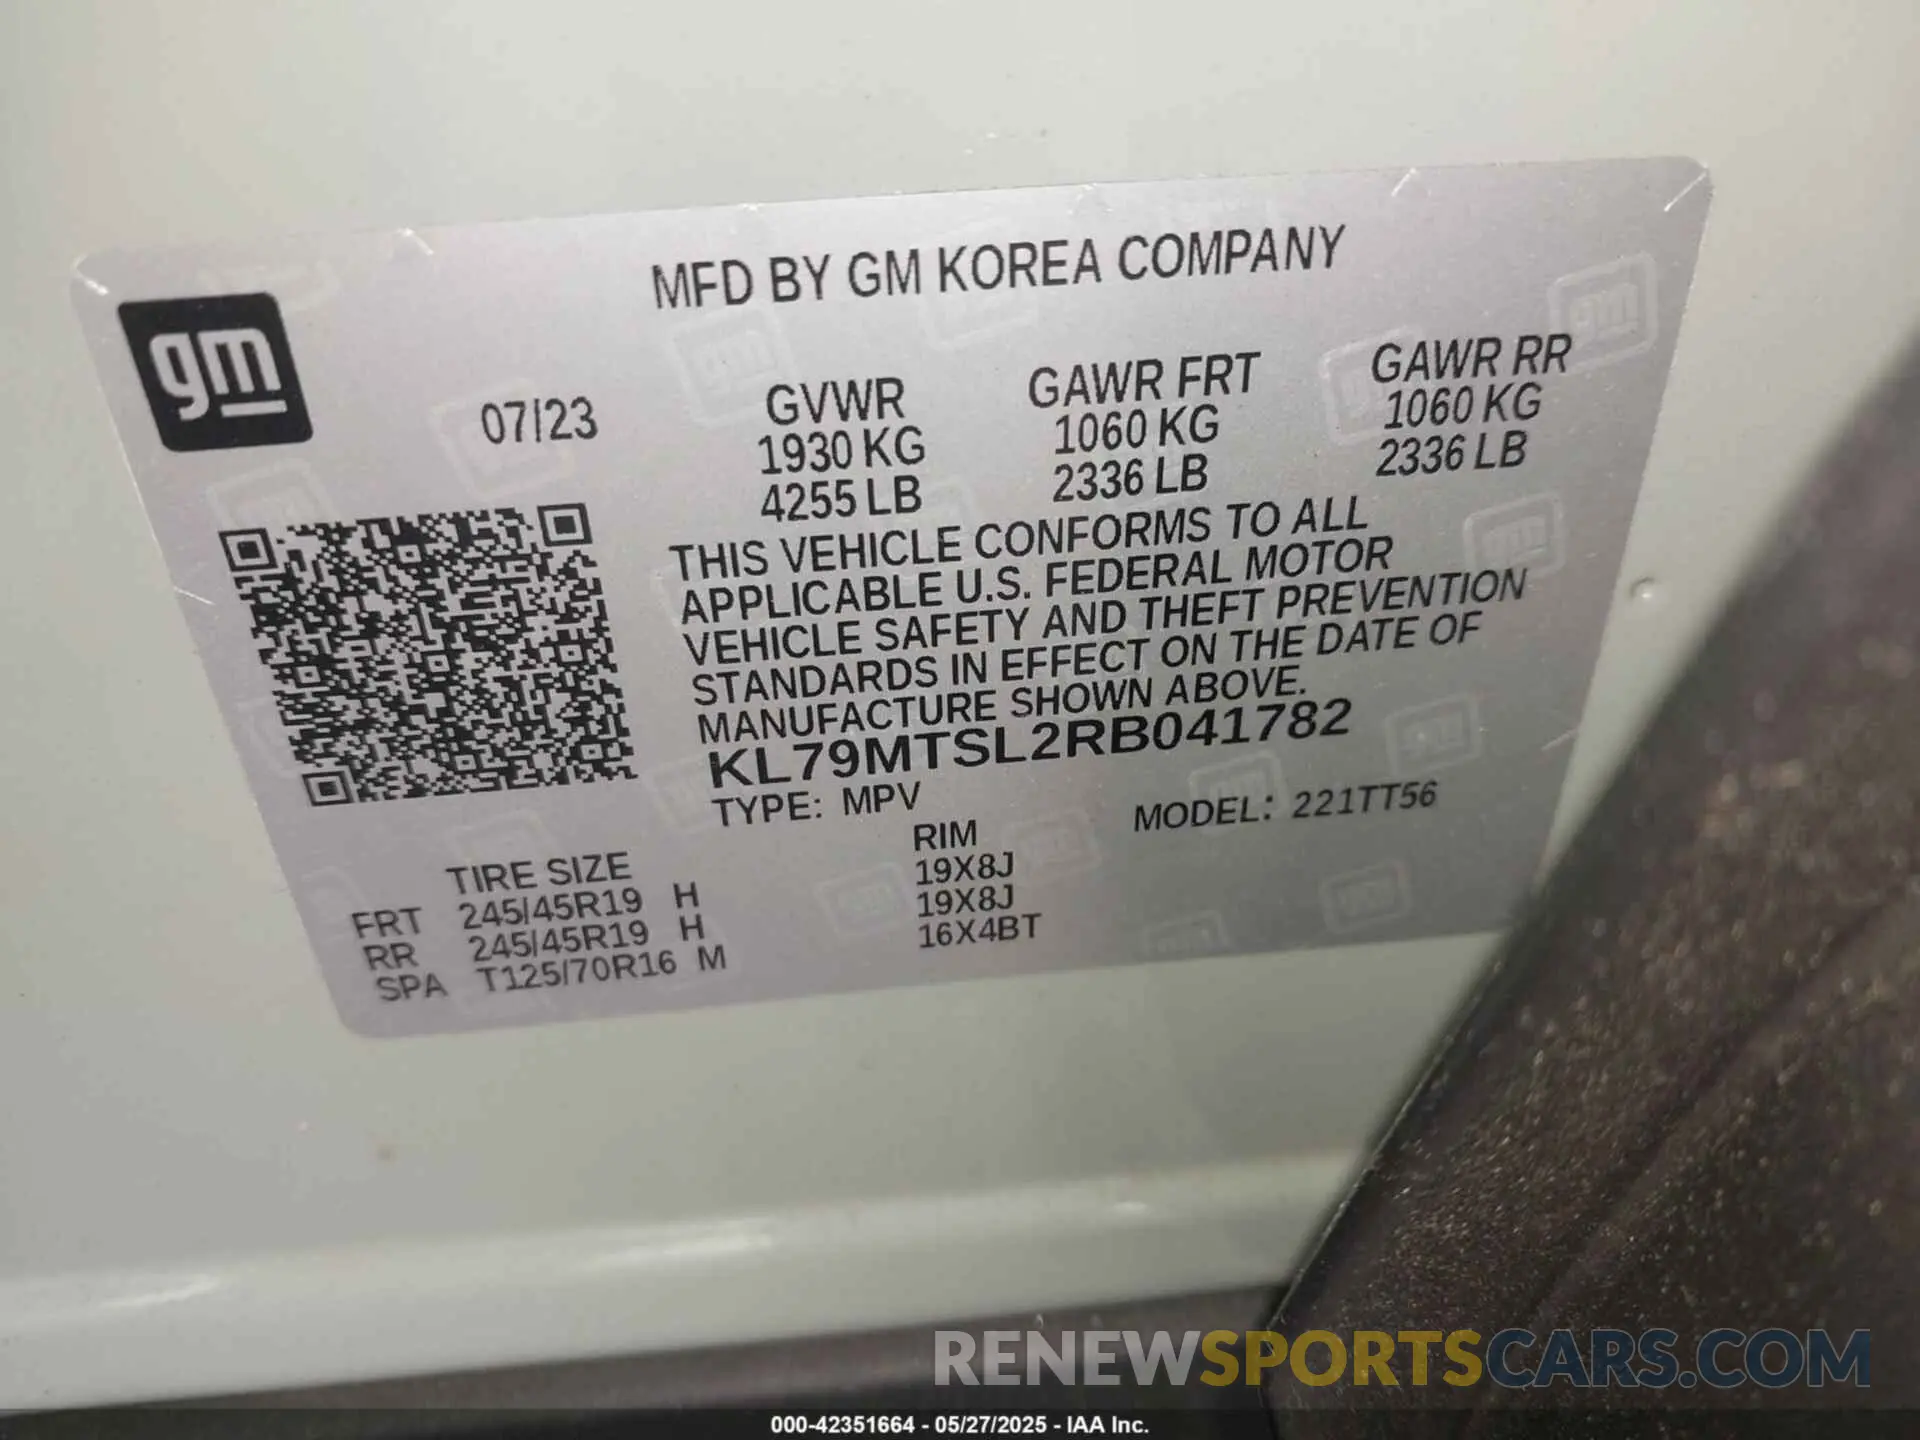 MFD BY GM KOREA COMPANY
gm
07/23
GVWR
1930 KG
4255 LB
GAWR FRT
1060 KG
2336 LB
GAWR RR
1060 KG
2336 LB
THIS VEHICLE CONFORMS TO ALL
APPLICABLE U.S. FEDERAL MOTOR
VEHICLE SAFETY AND THEFT PREVENTION
STANDARDS IN EFFECT ON THE DATE OF
MANUFACTURE SHOWN ABOVE.
KL79MTSL2RB041782
TYPE: MPV
MODEL: 221TT56
TIRE SIZE RIM
FRT 245/45R19 H 19X8J
RR 245/45R19 H 19X8J
SPA T125/70R16 M 16X4BT
RENEWSPORTSCARS.COM
000-42351664 - 05/27/2025 - IAA Inc.